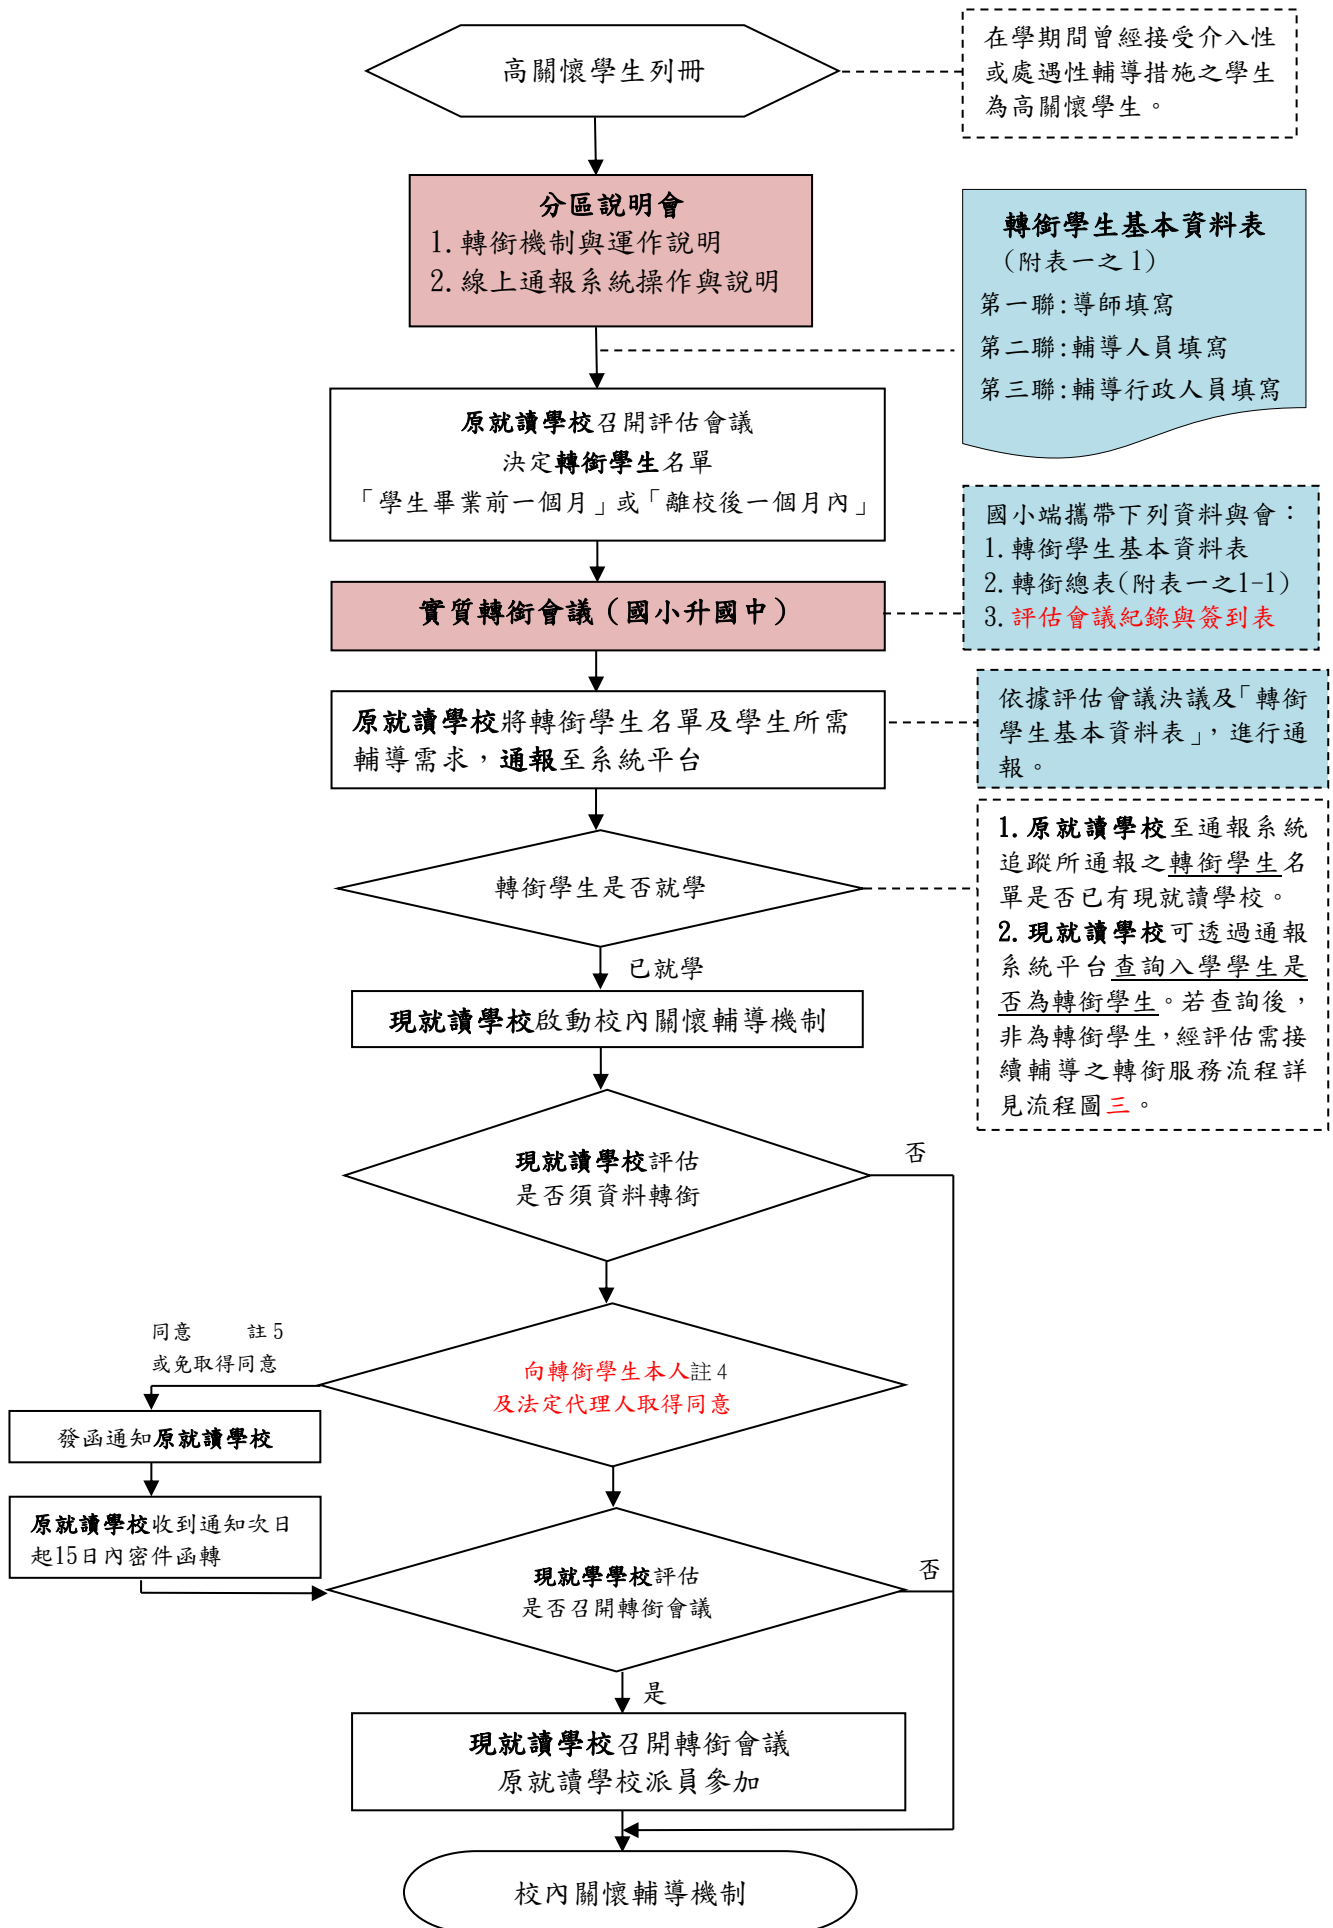 高關懷學生列冊
在學期間曾經接受介入性
或處遇性輔導措施之學生
為高關懷學生。
分區說明會
1.轉銜機制與運作說明
2.線上通報系統操作與說明
轉銜學生基本資料表
(附表一之1)
第一聯:導師填寫
第二聯:輔導人員填寫
第三聯:輔導行政人員填寫
原就讀學校召開評估會議
決定轉銜學生名單
「學生畢業前一個月」或「離校後一個月內」
國小端攜帶下列資料與會：
1.轉銜學生基本資料表
2.轉銜總表(附表一之1-1)
3.評估會議紀錄與簽到表
實質轉銜會議（國小升國中）
原就讀學校將轉銜學生名單及學生所需
輔導需求，通報至系統平台
依據評估會議決議及「轉銜
學生基本資料表」，進行通
報。
轉銜學生是否就學
1.原就讀學校至通報系統
追蹤所通報之轉銜學生名
單是否已有現就讀學校。
2.現就讀學校可透過通報
系統平台查詢入學學生是
否為轉銜學生。若查詢後，
非為轉銜學生，經評估需接
續輔導之轉銜服務流程詳
見流程圖三。
已就學
現就讀學校啟動校內關懷輔導機制
現就讀學校評估
是否須資料轉銜
否
同意 註5
或免取得同意
向轉銜學生本人註4
及法定代理人取得同意
發函通知原就讀學校
原就讀學校收到通知次日
起15日內密件函轉
現就學學校評估
是否召開轉銜會議
否
是
現就讀學校召開轉銜會議
原就讀學校派員參加
校內關懷輔導機制